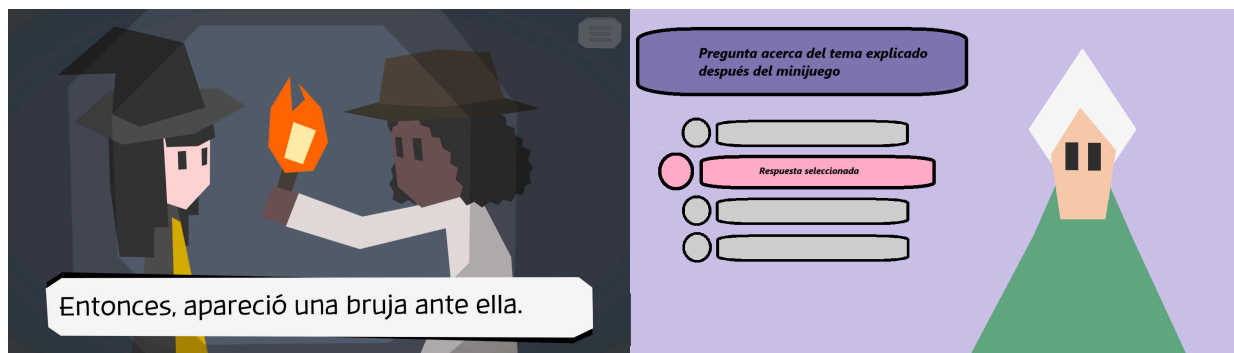 Entonces, apareció una bruja ante ella.
Pregunta acerca del tema explicado
después del minijuego
Respuesta seleccionada